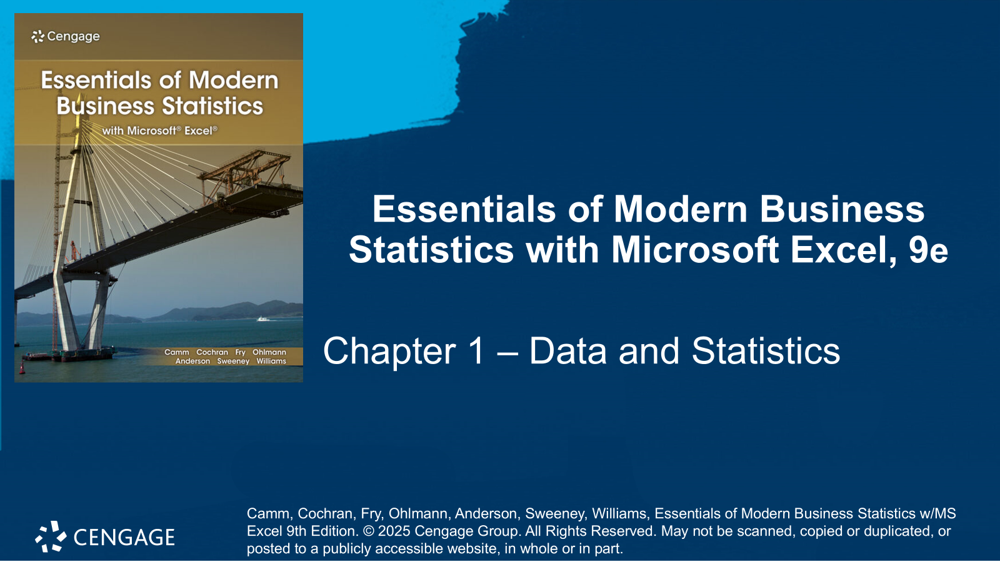 Cengage
Essentials of Modern
Business Statistics
with Microsoft® Excel®
Camm Cochran Fry Ohlmann
Anderson Sweeney Williams
Essentials of Modern Business
Statistics with Microsoft Excel, 9e
Chapter 1 – Data and Statistics
CENGAGE
Camm, Cochran, Fry, Ohlmann, Anderson, Sweeney, Williams, Essentials of Modern Business Statistics w/MS
Excel 9th Edition. © 2025 Cengage Group. All Rights Reserved. May not be scanned, copied or duplicated, or
posted to a publicly accessible website, in whole or in part.